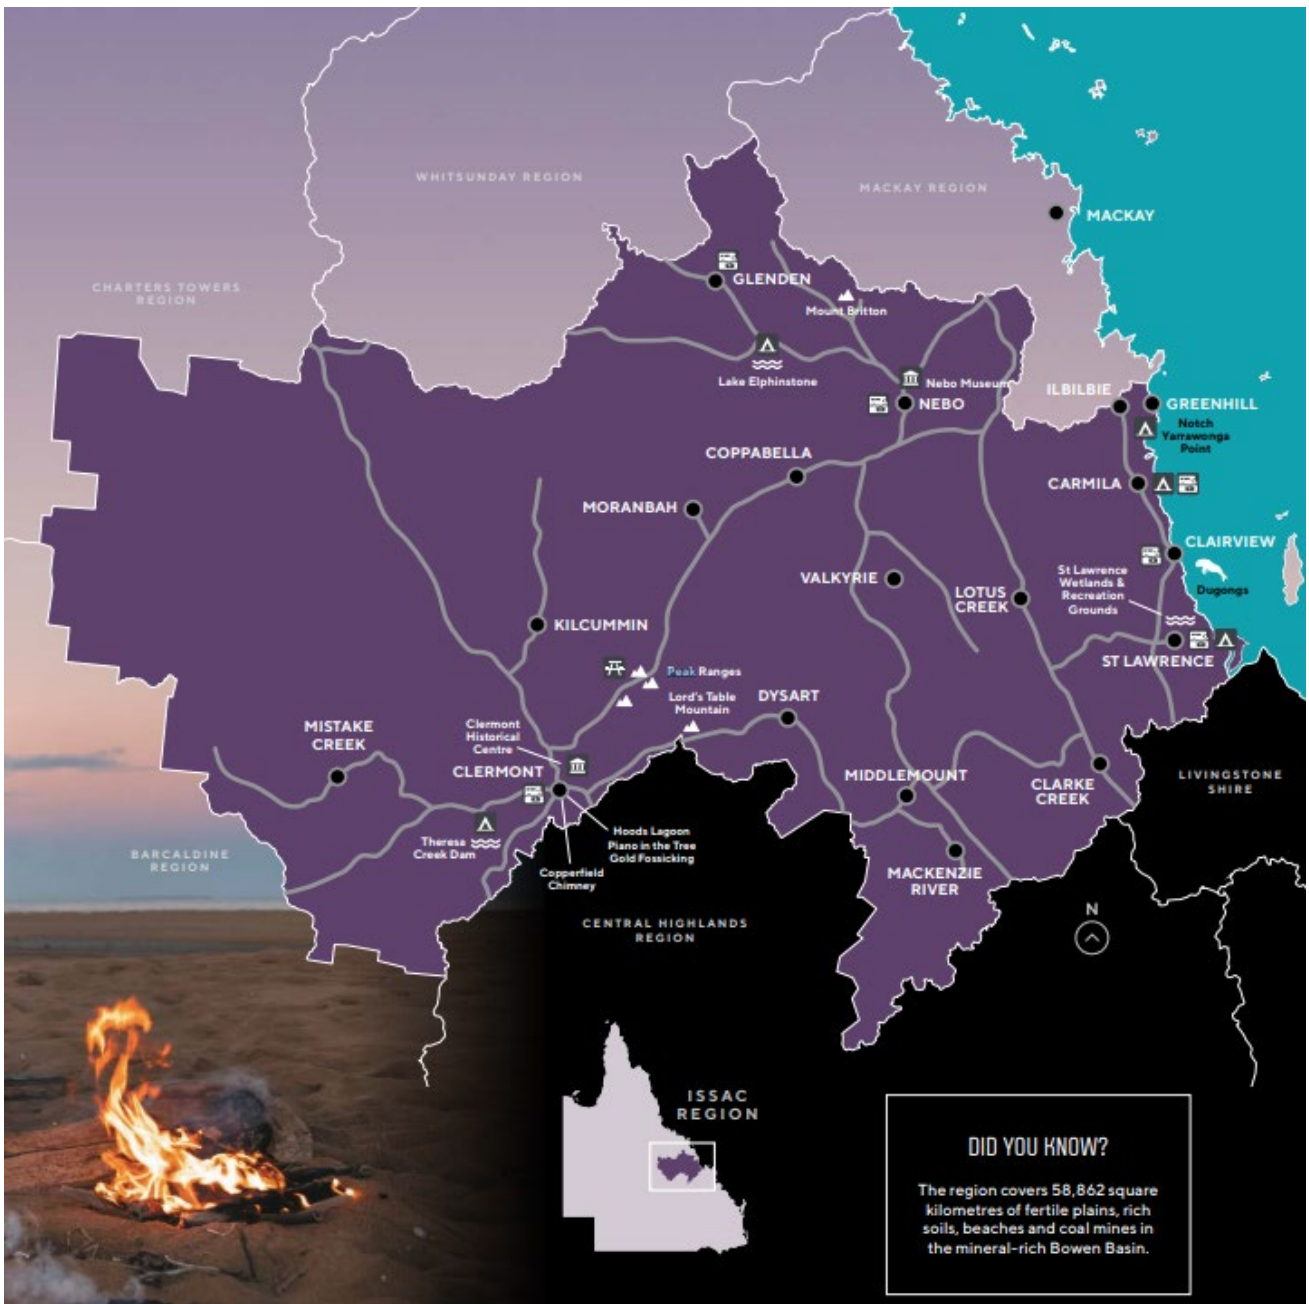 WHITSUNDAY REGION
MACKAY REGION
MACKAY
CHARTERS TOWERS
REGION
GLENDEN
Mount Britton
Lake Elphinstone
Nebo Museum
NEBO
ILBILBIE
GREENHILL
Notch
Yarrawonga
Point
COPPABELLA
CARMILA
MORANBAH
CLAIRVIEW
Dugongs
VALKYRIE
St Lawrence
Wetlands &
Recreation
Grounds
LOTUS
CREEK
KILCUMMIN
ST LAWRENCE
Peak Ranges
Lord's Table
Mountain
DYSART
MISTAKE
CREEK
Clermont
Historical
Centre
CLERMONT
MIDDLEMOUNT
CLARKE
CREEK
LIVINGSTONE
SHIRE
Theresa
Creek Dam
Hoods Lagoon
Piano in the Tree
Gold Fossicking
Copperfield
Chimney
BARCALDINE
REGION
MACKENZIE
RIVER
CENTRAL HIGHLANDS
REGION
N
ISSAC
REGION
DID YOU KNOW?
The region covers 58,862 square
kilometres of fertile plains, rich
soils, beaches and coal mines in
the mineral-rich Bowen Basin.